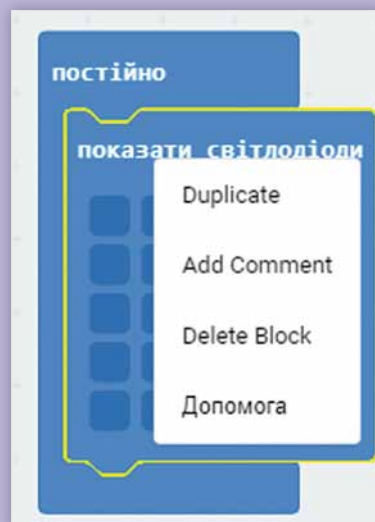 постійно
показати світлодіоди
Duplicate
Add Comment
Delete Block
Допомога